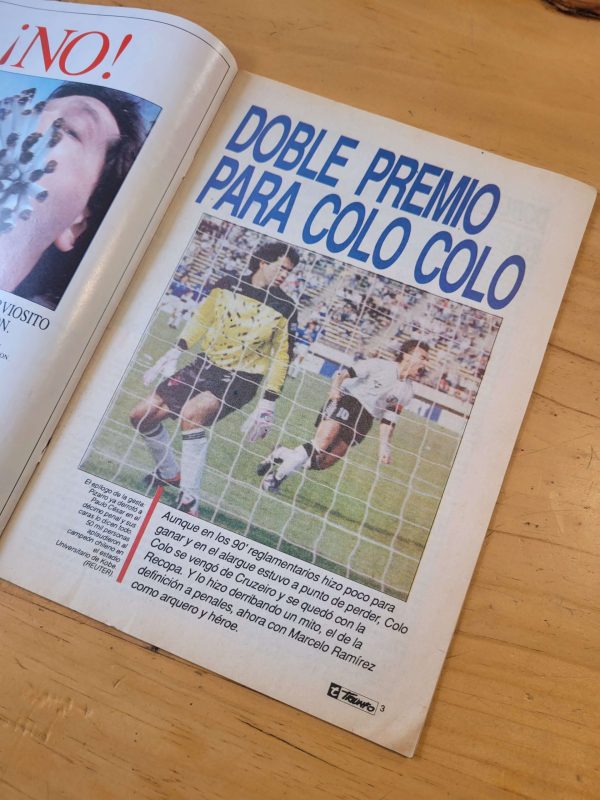 ¡NO!
VIOSITO
N.
ON
DOBLE PREMIO
PARA COLO COLO
10
El epílogo de la gesta.
Pizarro ya derrotó a
Paulo César en el
décimo penal y sus
caras lo dicen todo.
50 mil personas
aplaudieron al
campeón chileno en
el estadio
Universitario de Kobe.
(REUTER)
Aunque en los 90' reglamentarios hizo poco para
ganar y en el alargue estuvo a punto de perder, Colo
Colo se vengó de Cruzeiro y se quedó con la
Recopa. Y lo hizo derribando un mito, el de la
definición a penales, ahora con Marcelo Ramírez
como arquero y héroe.
t Triunfo 3